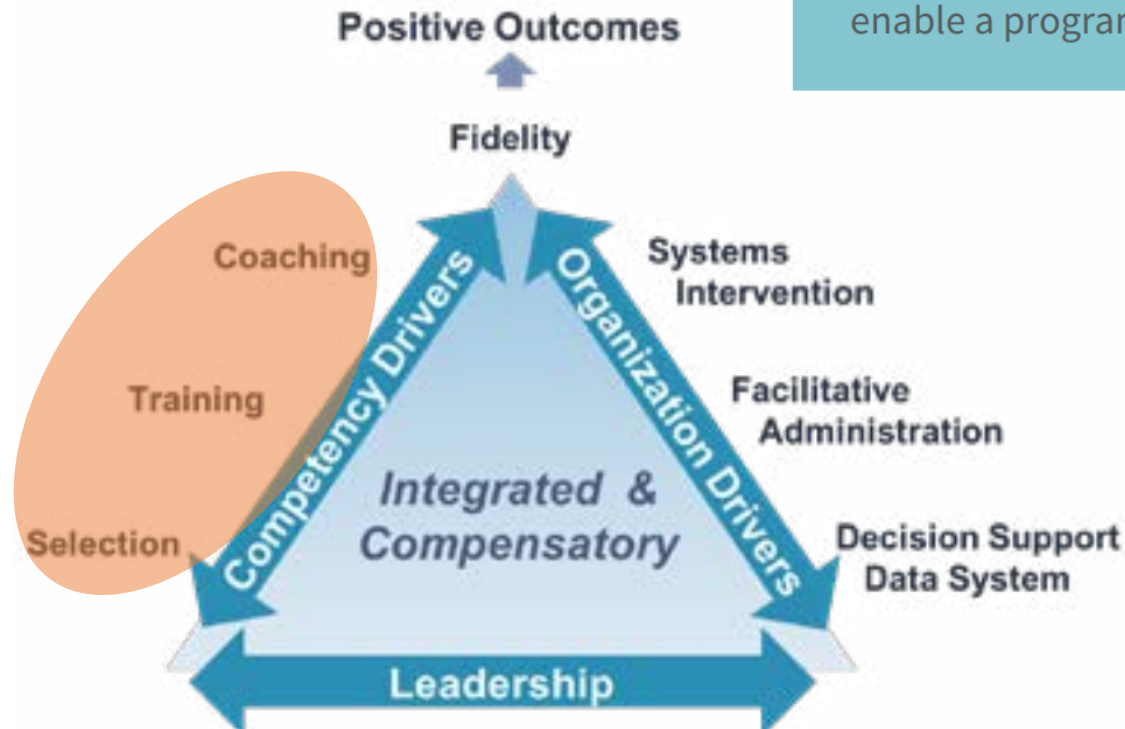 enable a program
Positive Outcomes
Fidelity
Coaching
Training
Selection
Competency Drivers
Integrated &
Compensatory
Organization Drivers
Systems
Intervention
Facilitative
Administration
Decision Support
Data System
Leadership